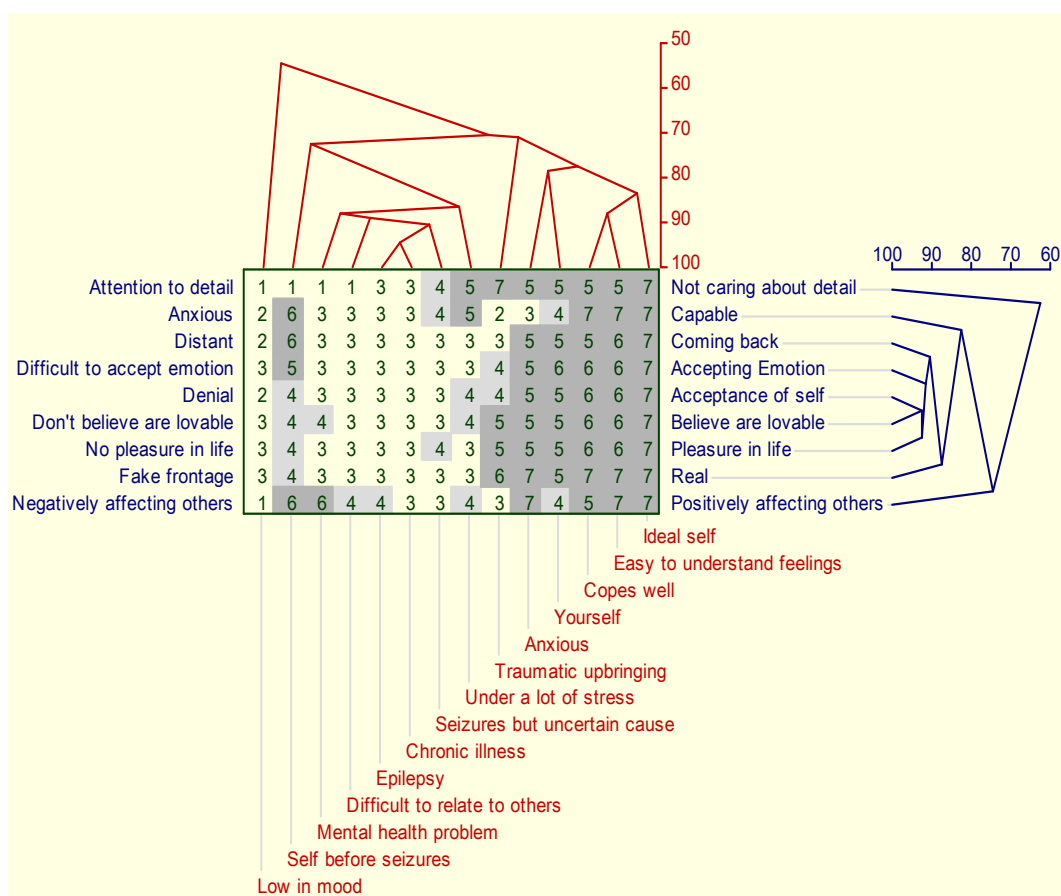 50
60
70
80
90
100
100 90 80 70 60
Attention to detail 1 1 1 1 3 3 4 5 7 5 5 5 5 7 Not caring about detail
Anxious 2 6 3 3 3 3 4 5 2 3 4 7 7 7 Capable
Distant 2 6 3 3 3 3 3 3 3 5 5 5 6 7 Coming back
Difficult to accept emotion 3 5 3 3 3 3 3 3 4 5 6 6 6 7 Accepting Emotion
Denial 2 4 3 3 3 3 3 4 4 5 5 6 6 7 Acceptance of self
Don't believe are lovable 3 4 4 3 3 3 3 4 5 5 5 6 6 7 Believe are lovable
No pleasure in life 3 4 3 3 3 3 4 3 5 5 5 6 6 7 Pleasure in life
Fake frontage 3 4 3 3 3 3 3 3 6 7 5 7 7 7 Real
Negatively affecting others 1 6 6 4 4 3 3 4 3 7 4 5 7 7 Positively affecting others
Ideal self
Easy to understand feelings
Copes well
Yourself
Anxious
Traumatic upbringing
Under a lot of stress
Seizures but uncertain cause
Chronic illness
Epilepsy
Difficult to relate to others
Mental health problem
Self before seizures
Low in mood